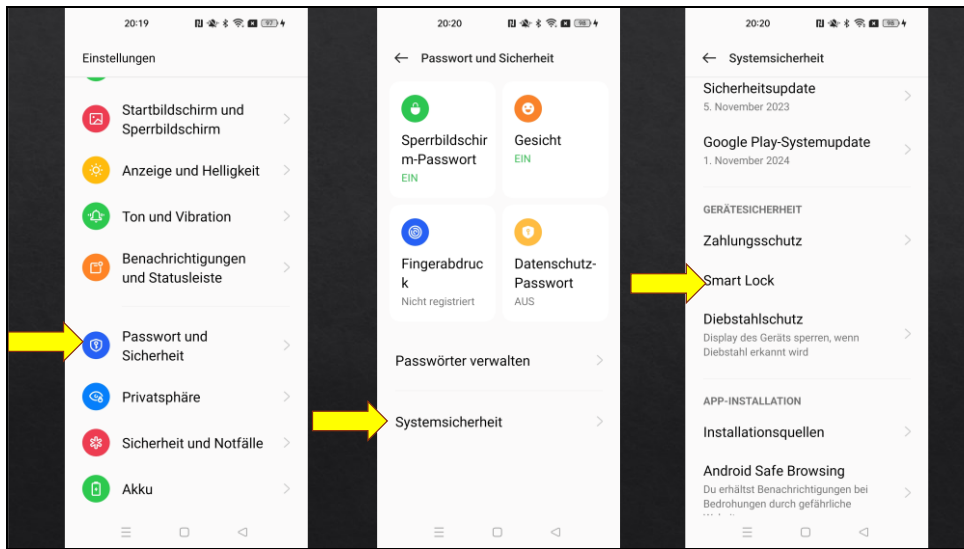 20:19
97
Einstellungen
Startbildschirm und
Sperrbildschirm
Anzeige und Helligkeit
Ton und Vibration
Benachrichtigungen
und Statusleiste
Passwort und
Sicherheit
Privatsphäre
Sicherheit und Notfälle
Akku
20:20
98
Passwort und Sicherheit
Sperrbildschir
m-Passwort
EIN
Gesicht
EIN
Fingerabdruc
k
Nicht registriert
Datenschutz-
Passwort
AUS
Passwörter verwalten
Systemsicherheit
20:20
98
Systemsicherheit
Sicherheitsupdate
5. November 2023
Google Play-Systemupdate
1. November 2024
GERÄTESICHERHEIT
Zahlungsschutz
Smart Lock
Diebstahlschutz
Display des Geräts sperren, wenn
Diebstahl erkannt wird
APP-INSTALLATION
Installationsquellen
Android Safe Browsing
Du erhältst Benachrichtigungen bei
Bedrohungen durch gefährliche